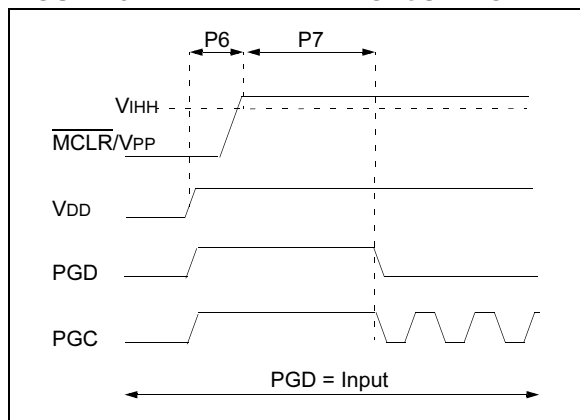 P6 P7
VIHH
MCLR/VPP
VDD
PGD
PGC
PGD = Input